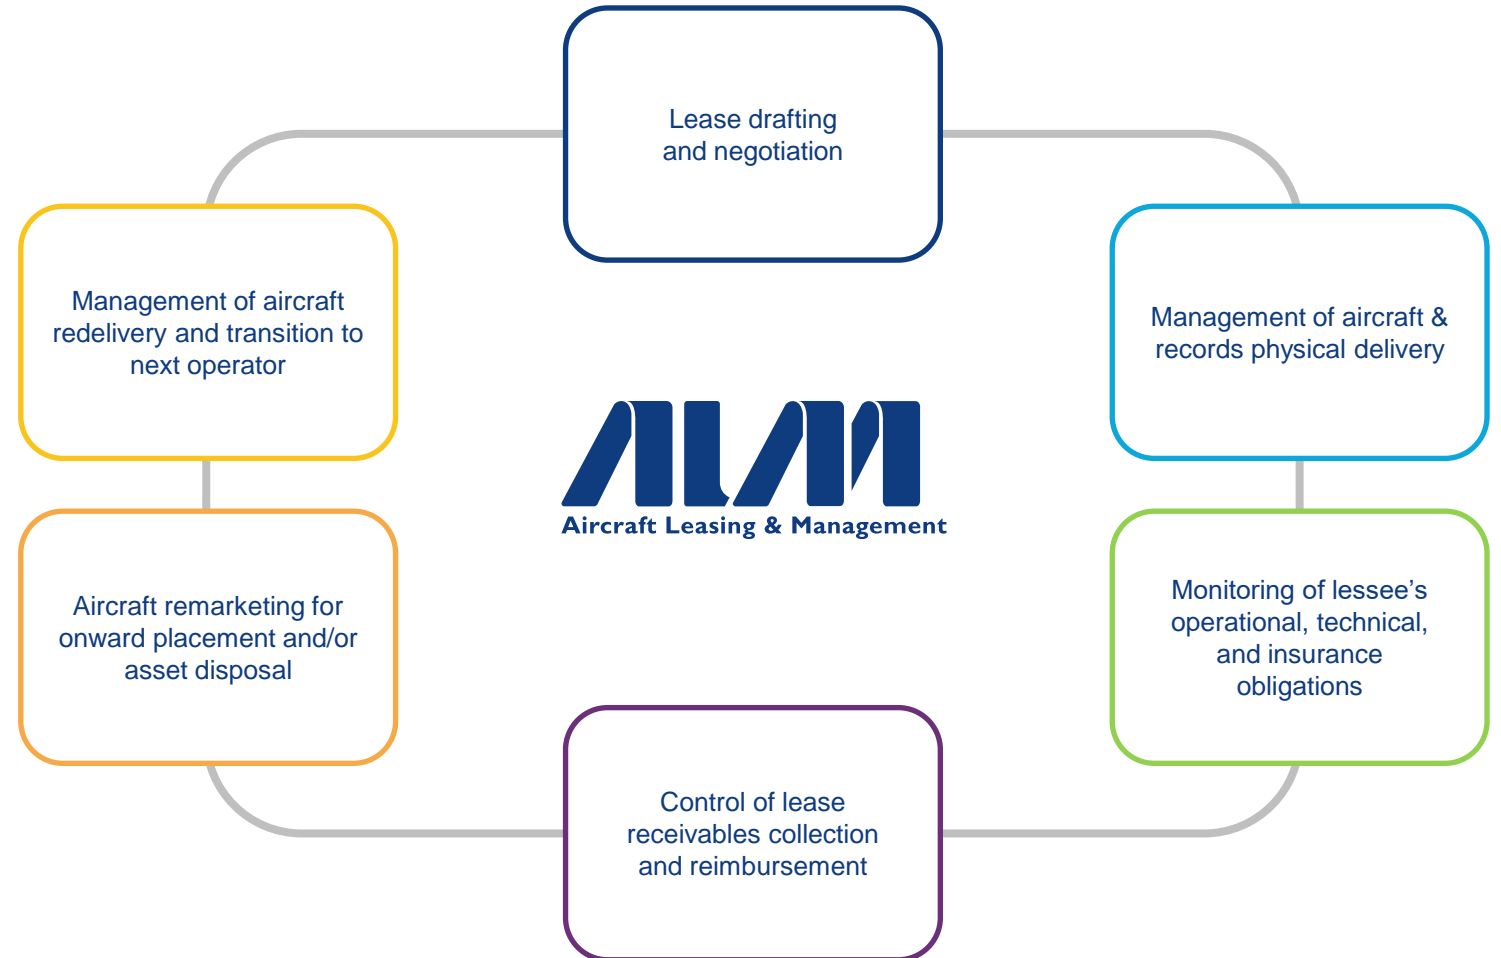 Lease drafting
and negotiation
Management of aircraft
redelivery and transition to
next operator
Management of aircraft &
records physical delivery
ALM
Aircraft Leasing & Management
Aircraft remarketing for
onward placement and/or
asset disposal
Monitoring of lessee’s
operational, technical,
and insurance
obligations
Control of lease
receivables collection
and reimbursement